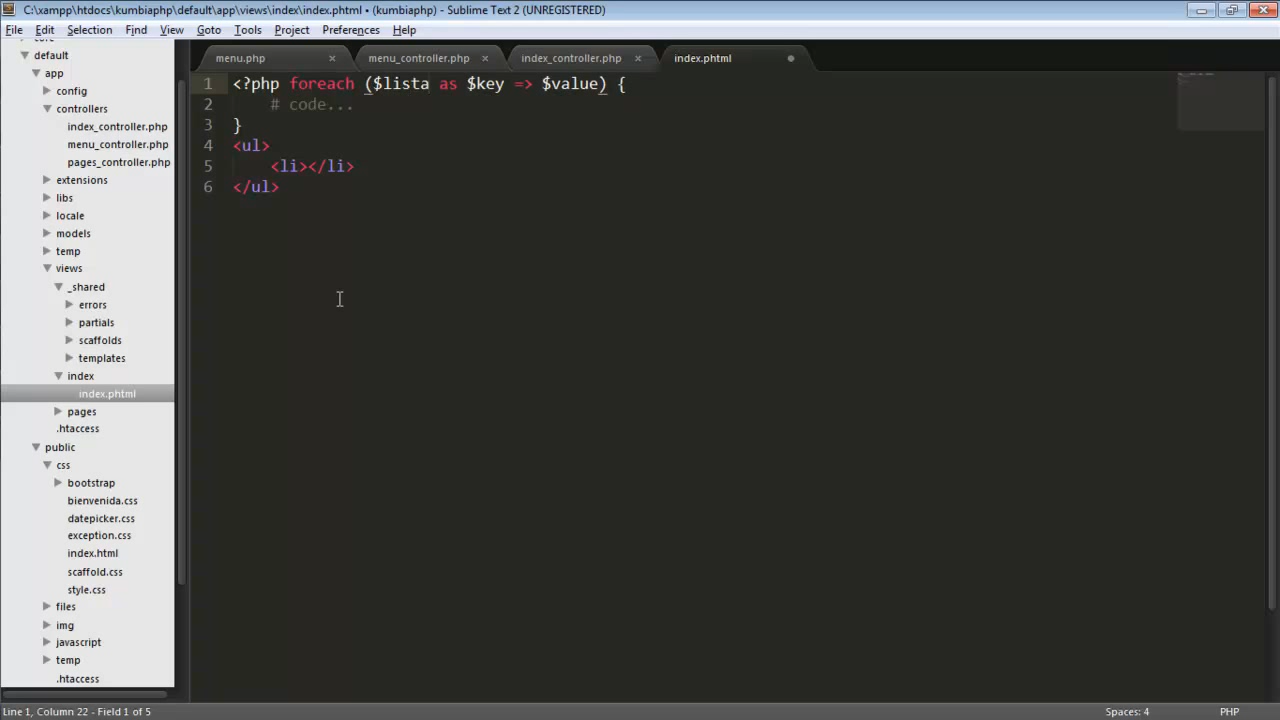 C:\xampp\htdocs\kumbiaphp\default\app\views\index\index.phtml • (kumbiaphp) - Sublime Text 2 (UNREGISTERED)
File Edit Selection Find View Goto Tools Project Preferences Help
menu.php × menu_controller.php × index_controller.php × index.phtml
default
app
config
controllers
index_controller.php
menu_controller.php
pages_controller.php
extensions
libs
locale
models
temp
views
_shared
errors
partials
scaffolds
templates
index
index.phtml
pages
.htaccess
public
css
bootstrap
bienvenida.css
datepicker.css
exception.css
index.html
scaffold.css
style.css
files
img
javascript
temp
.htaccess
1 <?php foreach ($lista as $key => $value) {
2 # code...
3 }
4 <ul>
5 <li></li>
6 </ul>
Line 1, Column 22 - Field 1 of 5 Spaces: 4 PHP